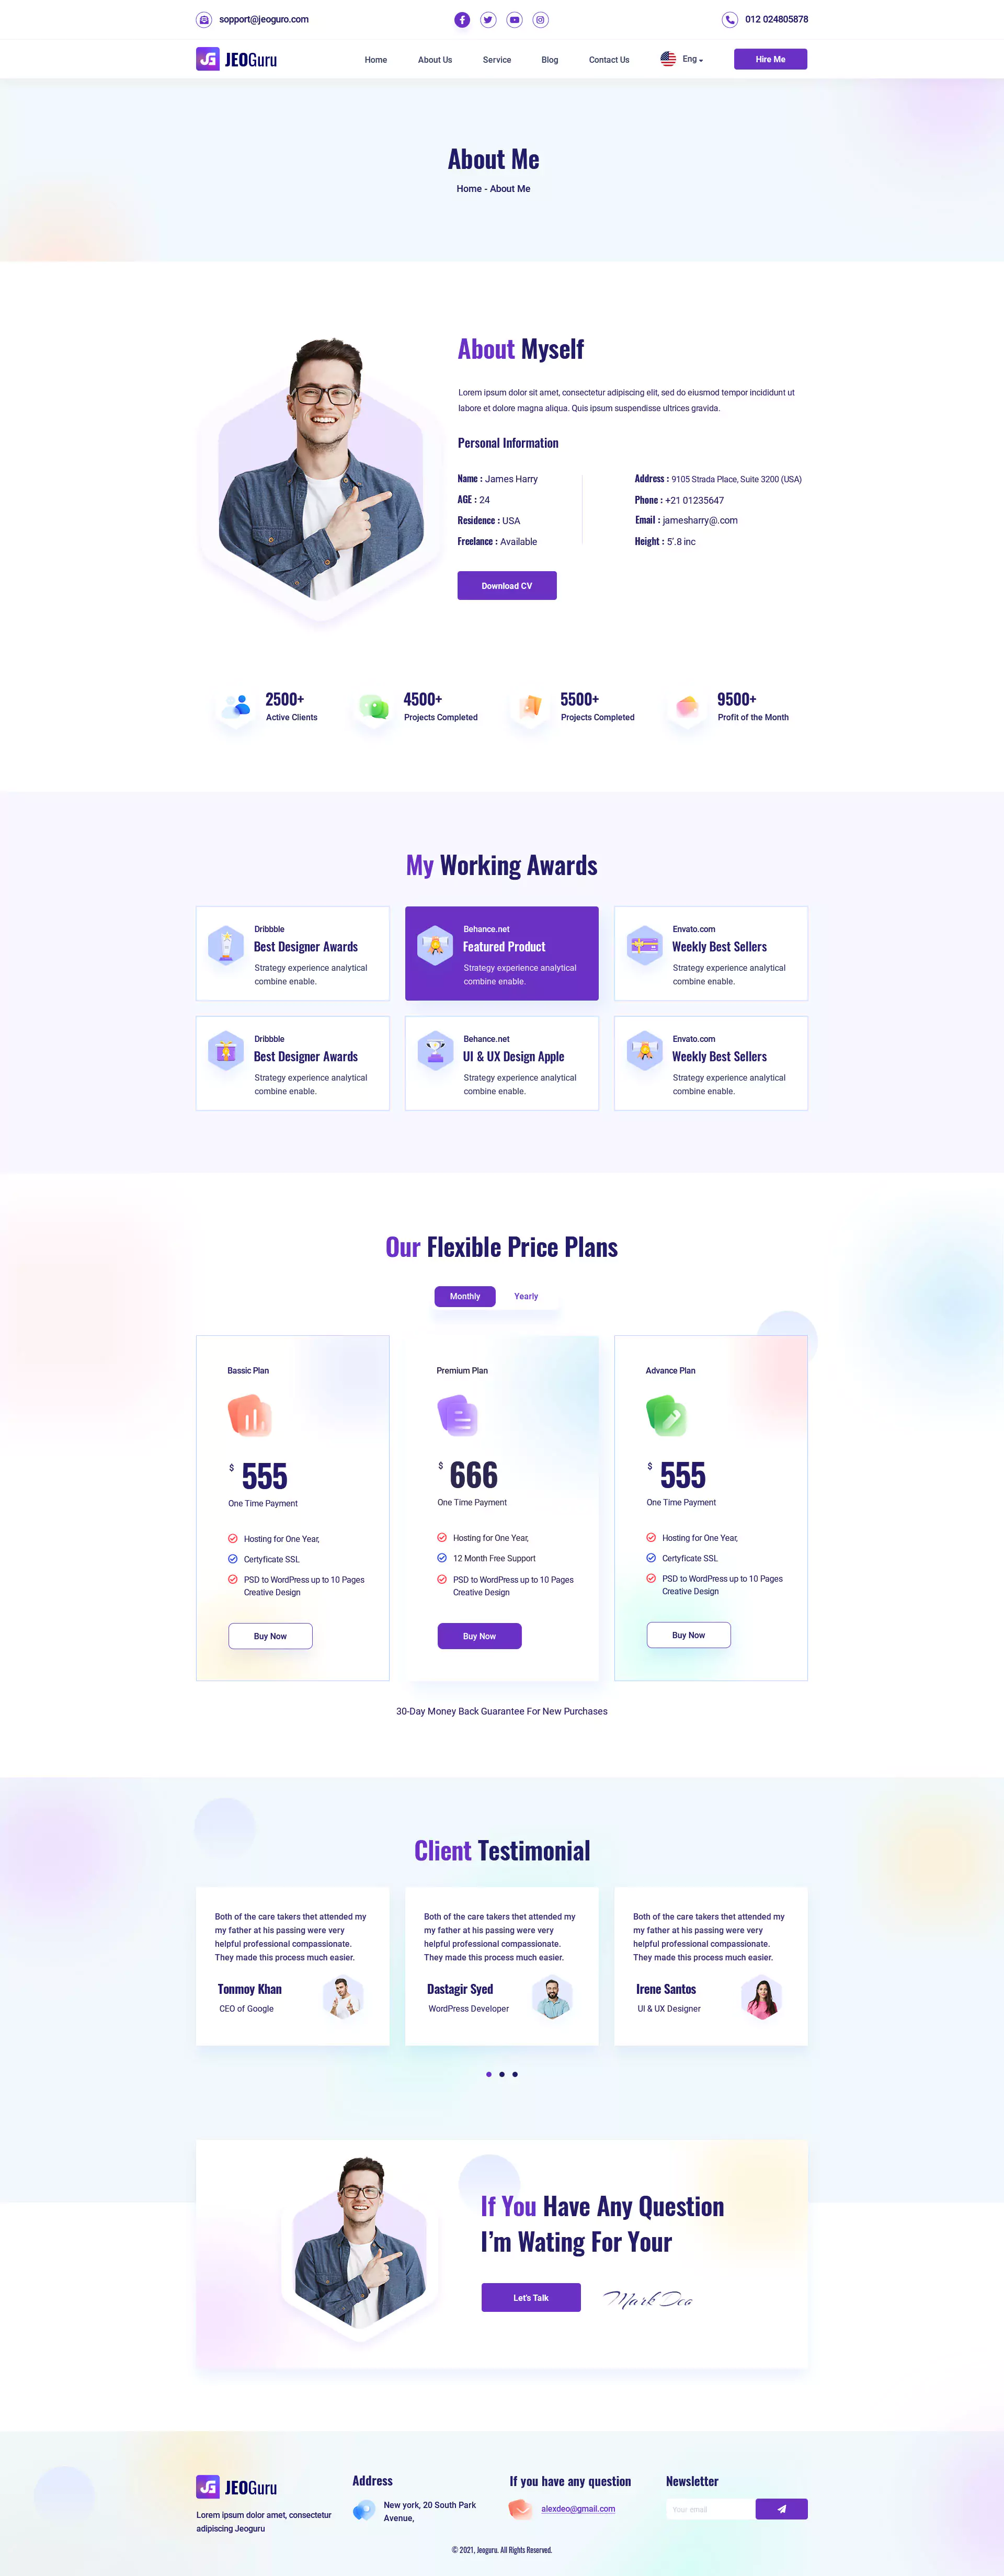 sopport@jeoguro.com
012 024805878
JEOGuru
Home
About Us
Service
Blog
Contact Us
Eng
Hire Me
About Me
Home - About Me
About Myself
Lorem ipsum dolor sit amet, consectetur adipiscing elit, sed do eiusmod tempor incididunt ut
labore et dolore magna aliqua. Quis ipsum suspendisse ultrices gravida.
Personal Information
Name : James Harry
AGE : 24
Residence : USA
Freelance : Available
Address : 9105 Strada Place, Suite 3200 (USA)
Phone : +21 01235647
Email : jamesharry@.com
Height : 5".8 inc
Download CV
2500+
Active Clients
4500+
Projects Completed
5500+
Projects Completed
9500+
Profit of the Month
My Working Awards
Dribbble
Best Designer Awards
Strategy experience analytical
combine enable.
Behance.net
Featured Product
Strategy experience analytical
combine enable.
Envato.com
Weekly Best Sellers
Strategy experience analytical
combine enable.
Dribbble
Best Designer Awards
Strategy experience analytical
combine enable.
Behance.net
UI & UX Design Apple
Strategy experience analytical
combine enable.
Envato.com
Weekly Best Sellers
Strategy experience analytical
combine enable.
Our Flexible Price Plans
Monthly
Yearly
Bassic Plan
$ 555
One Time Payment
Hosting for One Year,
Certyficate SSL
PSD to WordPress up to 10 Pages
Creative Design
Buy Now
Premium Plan
$ 666
One Time Payment
Hosting for One Year,
12 Month Free Support
PSD to WordPress up to 10 Pages
Creative Design
Buy Now
Advance Plan
$ 555
One Time Payment
Hosting for One Year,
Certyficate SSL
PSD to WordPress up to 10 Pages
Creative Design
Buy Now
30-Day Money Back Guarantee For New Purchases
Client Testimonial
Both of the care takers thet attended my
my father at his passing were very
helpful professional compassionate.
They made this process much easier.
Tonmoy Khan
CEO of Google
Both of the care takers thet attended my
my father at his passing were very
helpful professional compassionate.
They made this process much easier.
Dastagir Syed
WordPress Developer
Both of the care takers thet attended my
my father at his passing were very
helpful professional compassionate.
They made this process much easier.
Irene Santos
UI & UX Designer
If You Have Any Question
I'm Wating For Your
Let's Talk
Mark Dea
JEOGuru
Lorem ipsum dolor amet, consectetur
adipiscing Jeoguru
Address
New york, 20 South Park
Avenue,
If you have any question
alexdeo@gmail.com
Newsletter
Your email
© 2021, Jeoguru. All Rights Reserved.